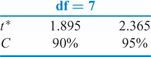 df = 7
t* 1.895 2.365
C 90% 95%